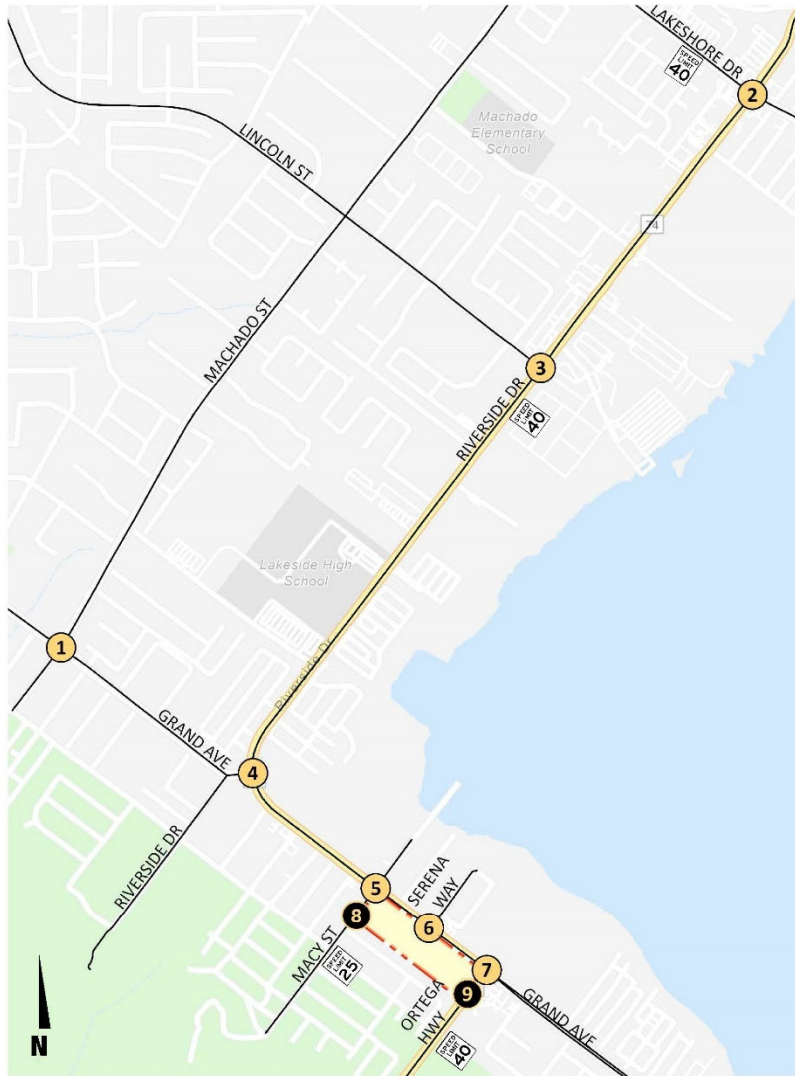 LAKESHORE DR
SPEED
LIMIT
40
2
Machado
Elementary
School
LINCOLN ST
74
MACHADO ST
3
RIVERSIDE DR
SPEED
LIMIT
40
Lakeside High
School
1
Riverside Dr
GRAND AVE
4
RIVERSIDE DR
5
SERENA
WAY
8
6
MACY ST
SPEED
LIMIT
25
7
9
ORTEGA
HWY
GRAND AVE
SPEED
LIMIT
40
N